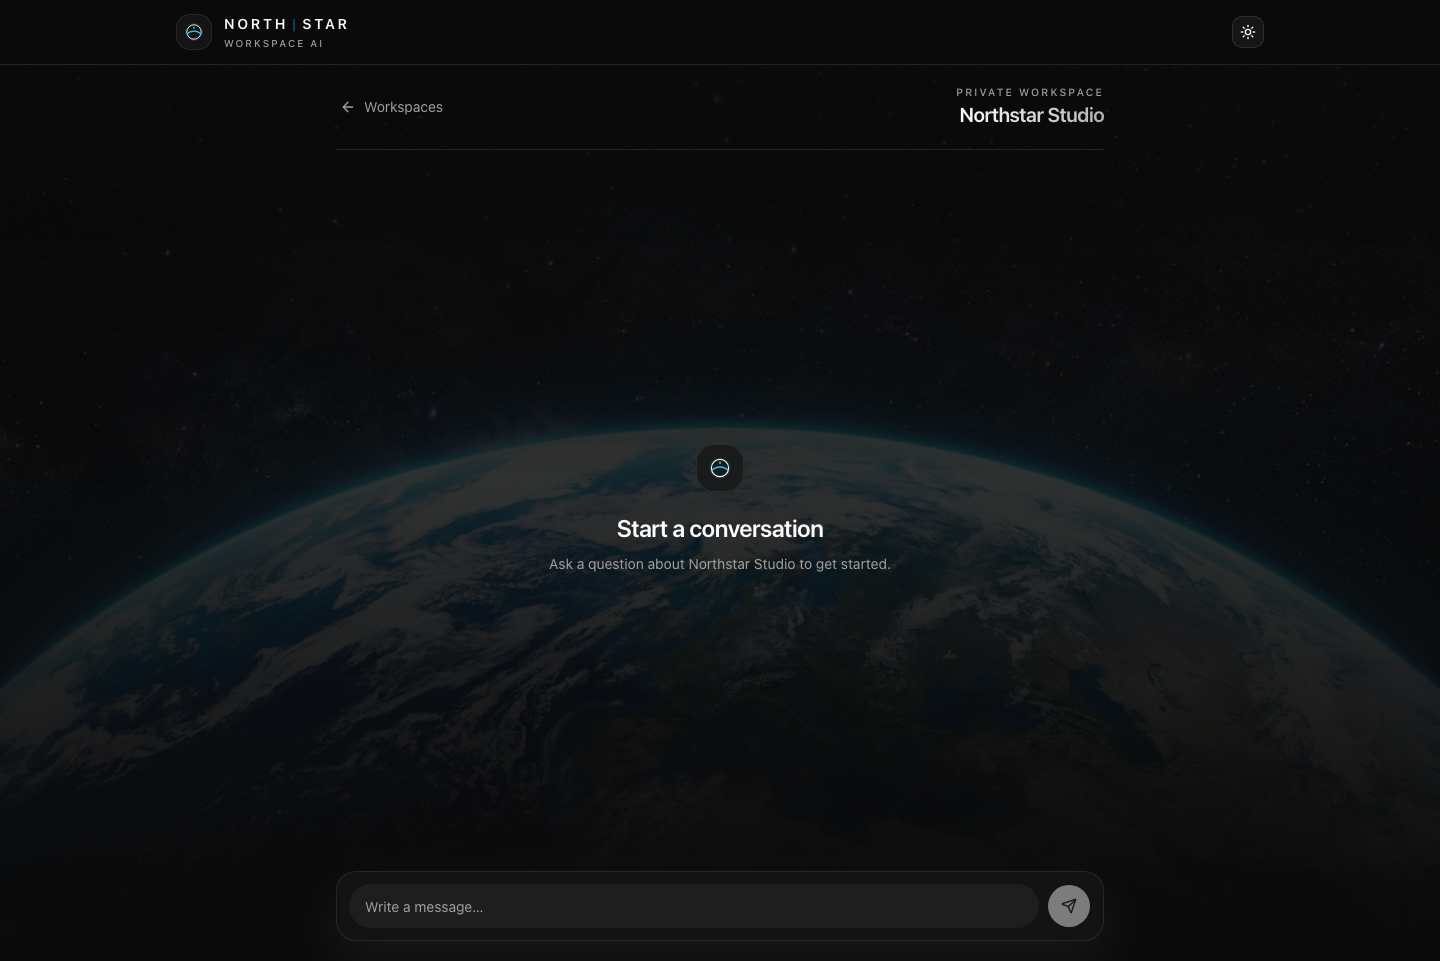 NORTH | STAR
WORKSPACE AI
Workspaces
PRIVATE WORKSPACE
Northstar Studio
Start a conversation
Ask a question about Northstar Studio to get started.
Write a message...